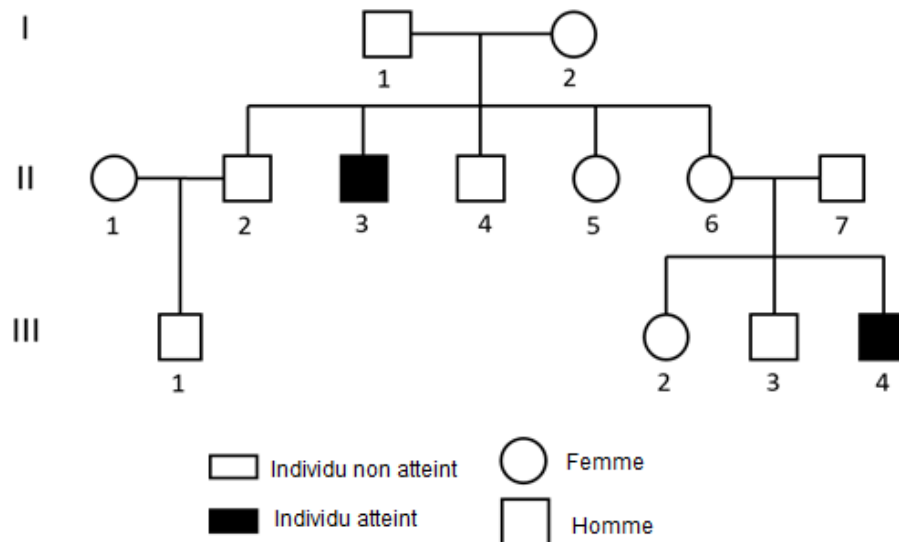 I
1 2
II
1 2 3 4 5 6 7
III
1 2 3 4
Individu non atteint Femme
Individu atteint Homme